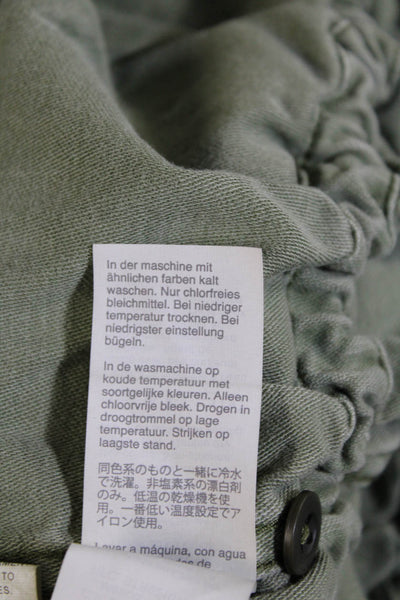 In der maschine mit
ähnlichen farben kalt
waschen. Nur chlorfreies
bleichmittel. Bei niedriger
temperatur trocknen. Bei
niedrigster einstellung
bügeln.
In de wasmachine op
koude temperatuur met
soortgelijke kleuren. Alleen
chloorvrije bleek. Drogen in
droogtrommel op lage
temperatuur. Strijken op
laagste stand.
同色系のものと一緒に冷水
で洗濯。非塩素系の漂白剤
のみ。低温の乾燥機を使
用。一番低い温度設定でア
イロン使用。
Lavar a máquina, con agua
de
TO
ES.